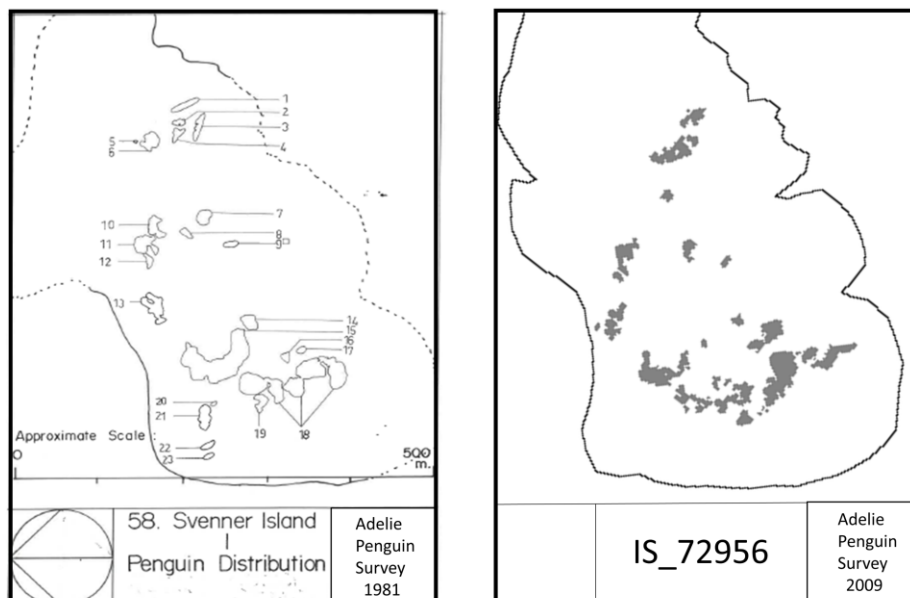 1
2
3
4
5
6
7
8
9
10
11
12
13
14
15
16
17
18
19
20
21
22
23
Approximate Scale
0
500
m.
58. Svenner Island
Penguin Distribution
Adelie
Penguin
Survey
1981
IS_72956
Adelie
Penguin
Survey
2009